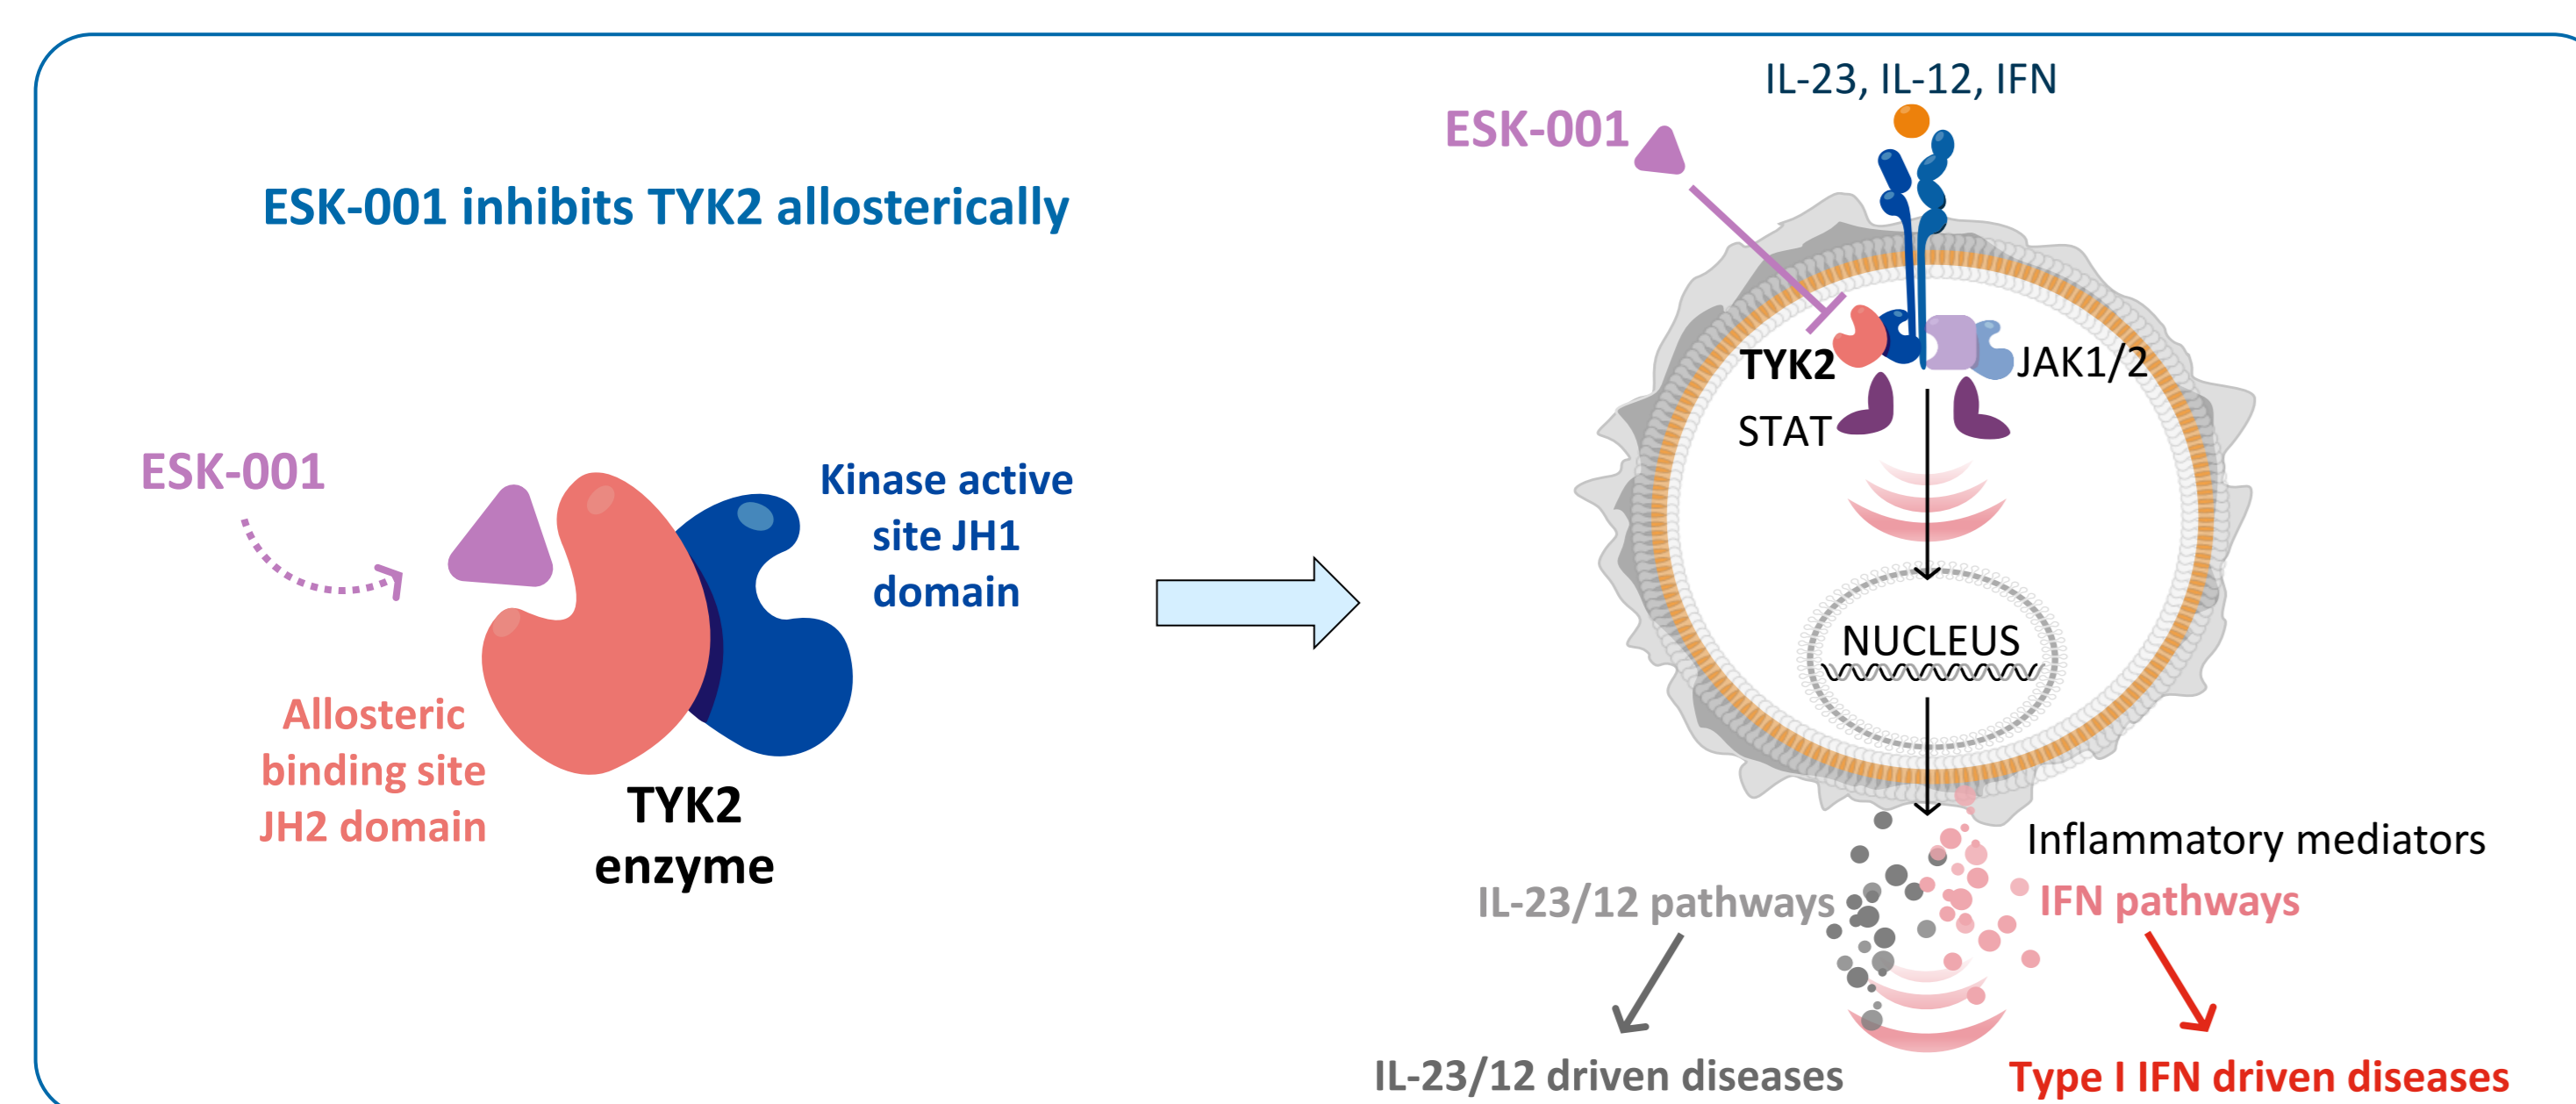 ESK-001 inhibits TYK2 allosterically
ESK-001
Kinase active
site JH1
domain
Allosteric
binding site
JH2 domain
TYK2
enzyme
IL-23, IL-12, IFN
ESK-001
TYK2
JAK1/2
STAT
NUCLEUS
Inflammatory mediators
IL-23/12 pathways
IFN pathways
IL-23/12 driven diseases
Type I IFN driven diseases